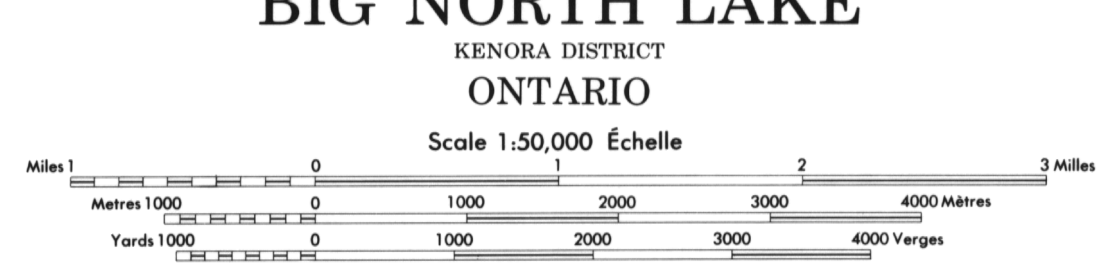 BIG NORTH LAKE
KENORA DISTRICT
ONTARIO
Scale 1:50,000 Échelle
Miles 1 0 1 2 3 Milles
Metres 1000 0 1000 2000 3000 4000 Mètres
Yards 1000 0 1000 2000 3000 4000 Verges